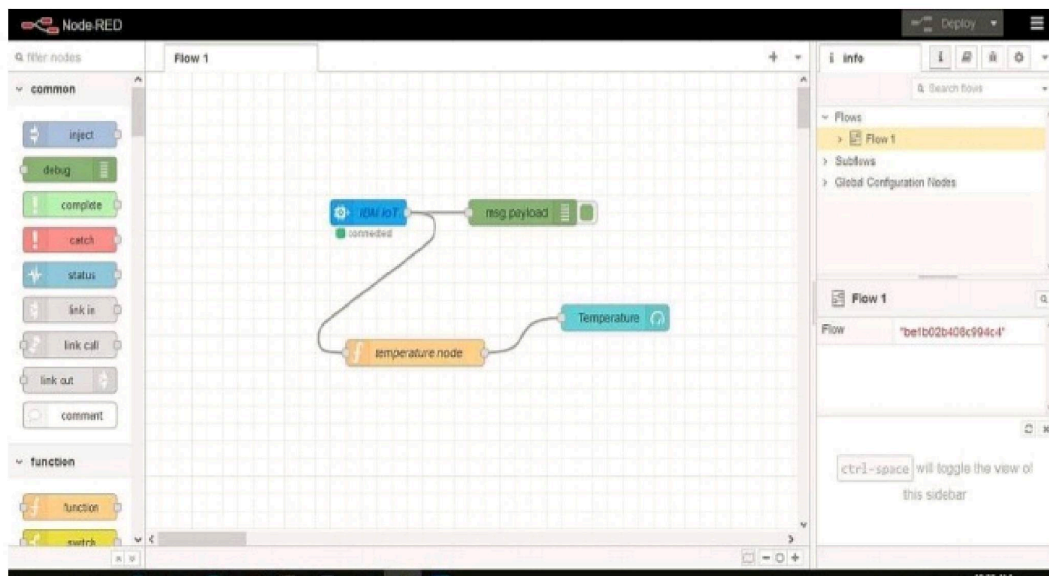 Node-RED
Deploy
filter nodes
Flow 1
info
Search flows
common
inject
debug
complete
catch
status
link in
link call
link out
comment
function
function
switch
IBM IoT
connected
msg.payload
Temperature
temperature node
Flows
Flow 1
Subflows
Global Configuration Nodes
Flow 1
Flow
"be1b02b408c994c4"
ctrl-space will toggle the view of
this sidebar